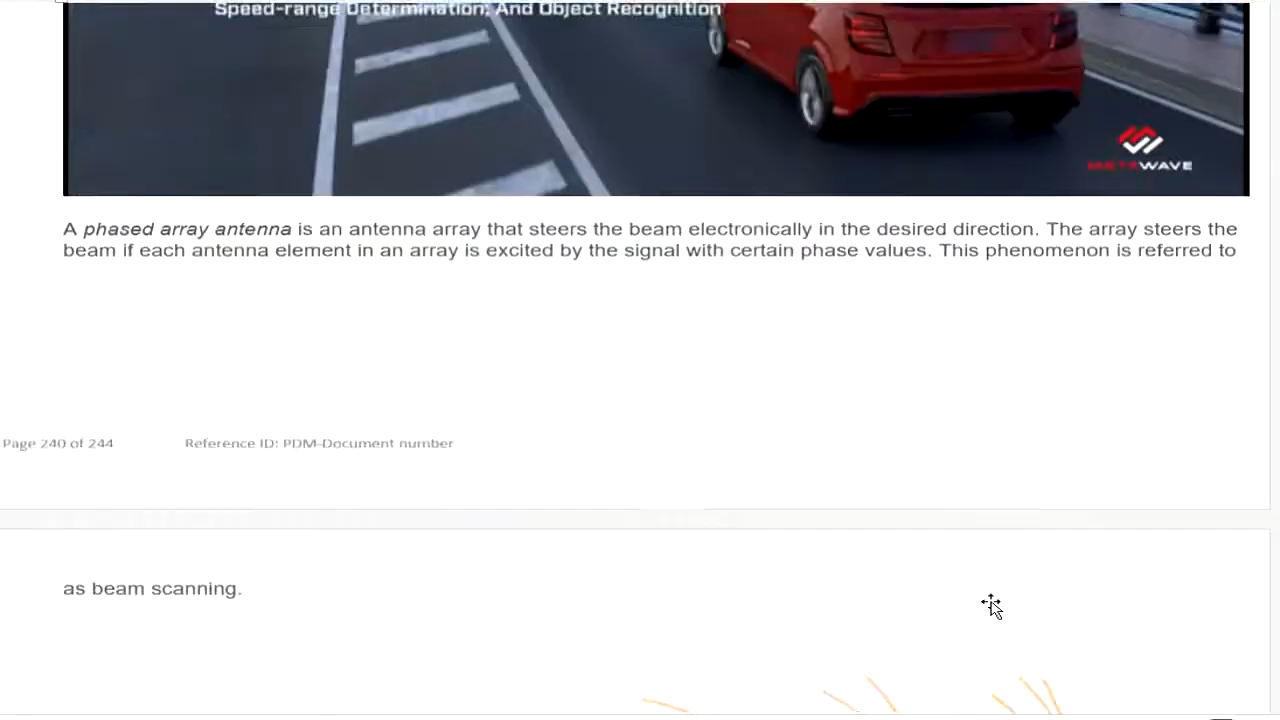 Speed-range Determination; And Object Recognition
METAWAVE
A phased array antenna is an antenna array that steers the beam electronically in the desired direction. The array steers the
beam if each antenna element in an array is excited by the signal with certain phase values. This phenomenon is referred to
Page 240 of 244 Reference ID: PDM-Document number
as beam scanning.